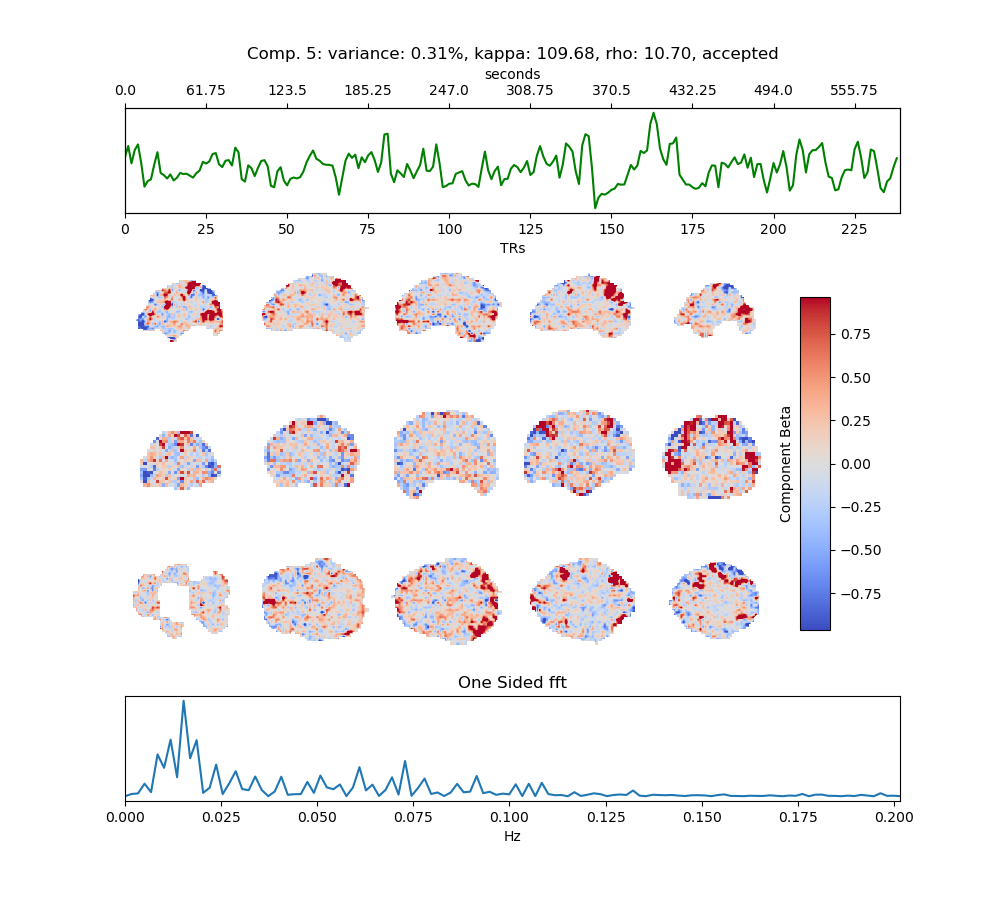 Comp. 5: variance: 0.31%, kappa: 109.68, rho: 10.70, accepted
seconds
0.0 61.75 123.5 185.25 247.0 308.75 370.5 432.25 494.0 555.75
0 25 50 75 100 125 150 175 200 225
TRs
0.75
0.50
0.25
0.00
−0.25
−0.50
−0.75
Component Beta
One Sided fft
0.000 0.025 0.050 0.075 0.100 0.125 0.150 0.175 0.200
Hz